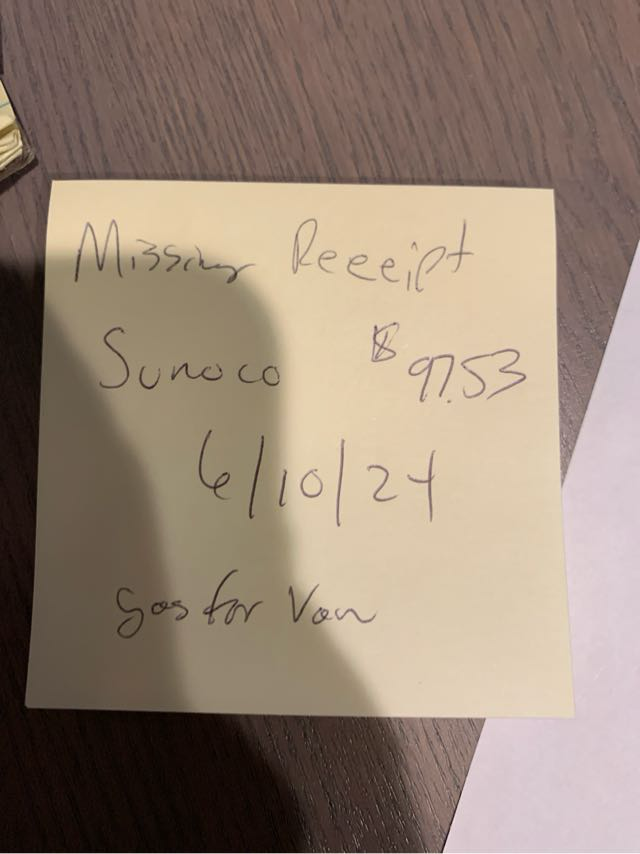 Missing Receipt
Sunoco $97.53
6/10/24
gas for Van